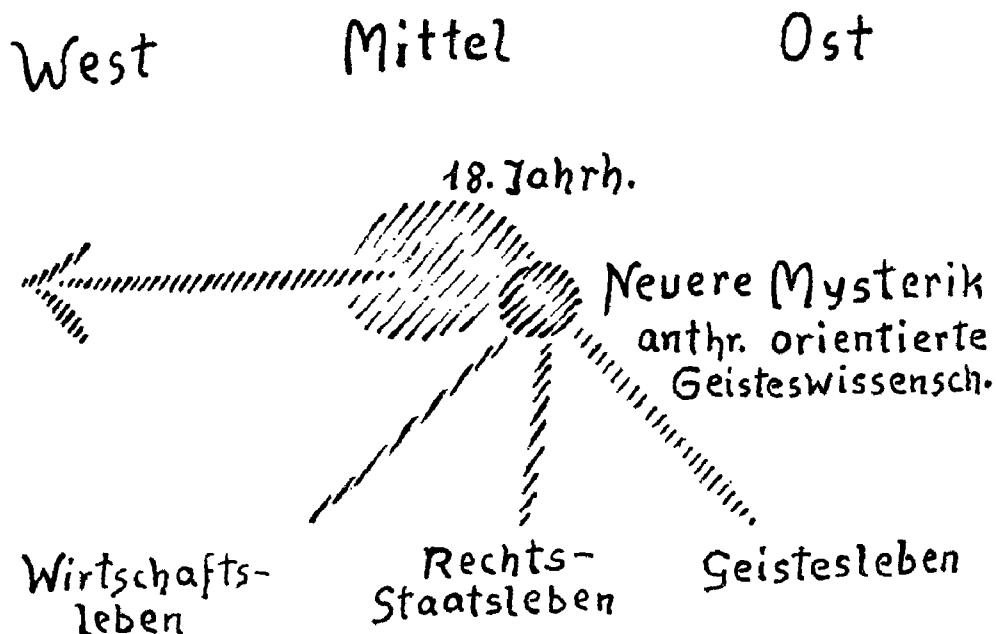 West Mittel Ost
18. Jahrh.
Neuere Mysterik
anthr. orientierte
Geisteswissensch.
Wirtschafts-
leben
Rechts-
Staatsleben
Geistesleben